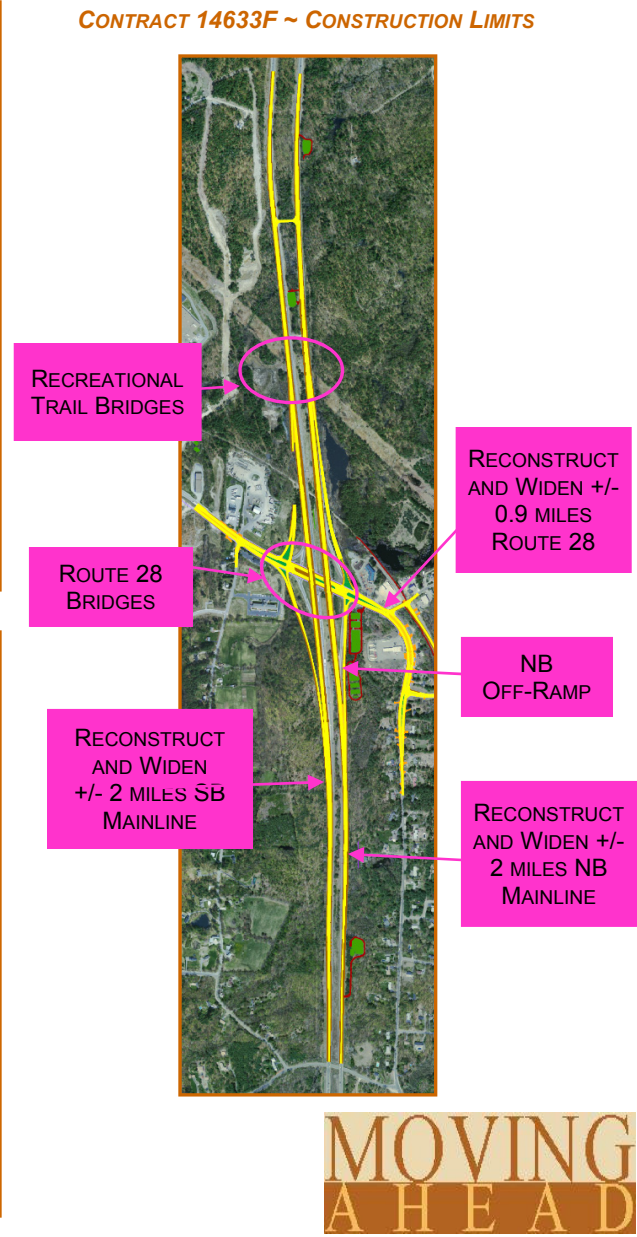 CONTRACT 14633F ~ CONSTRUCTION LIMITS
RECREATIONAL
TRAIL BRIDGES
RECONSTRUCT
AND WIDEN +/-
0.9 MILES
ROUTE 28
ROUTE 28
BRIDGES
NB
OFF-RAMP
RECONSTRUCT
AND WIDEN
+/- 2 MILES SB
MAINLINE
RECONSTRUCT
AND WIDEN +/-
2 MILES NB
MAINLINE
MOVING
AHEAD